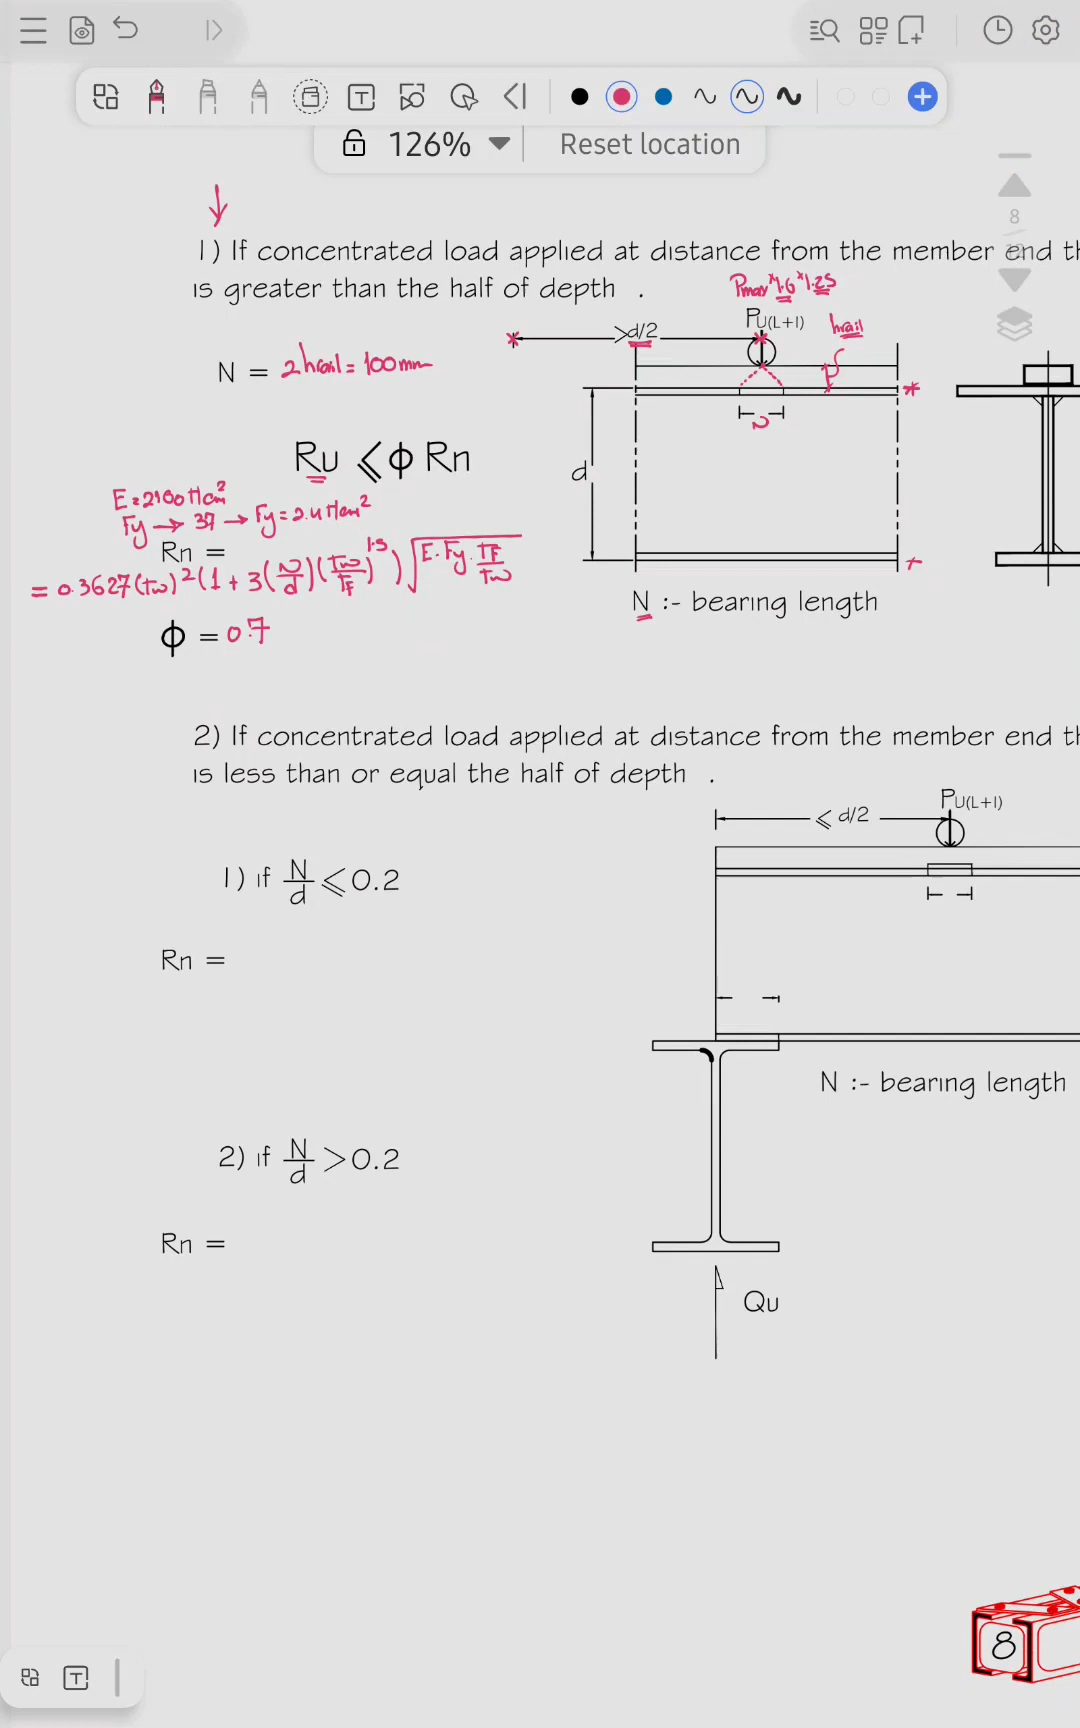 126% Reset location
8
12
1) If concentrated load applied at distance from the member end th
is greater than the half of depth .
Pmax*1.6*1.25
>d/2 PU(L+I) hrail
N = 2hrail = 100mm
N
RU ⩽ ϕ Rn
d
E=2100 t/cm²
Fy → 37 → Fy = 2.4 t/cm²
Rn =
= 0.3627 (tw)² (1 + 3(N/d)(tw/tF)^1.5) √(E.Fy.tF/tw)
N :- bearing length
ϕ = 0.7
2) If concentrated load applied at distance from the member end th
is less than or equal the half of depth .
PU(L+I)
⩽ d/2
1) if N/d ⩽ 0.2
Rn =
N :- bearing length
2) if N/d > 0.2
Rn =
QU
8
T